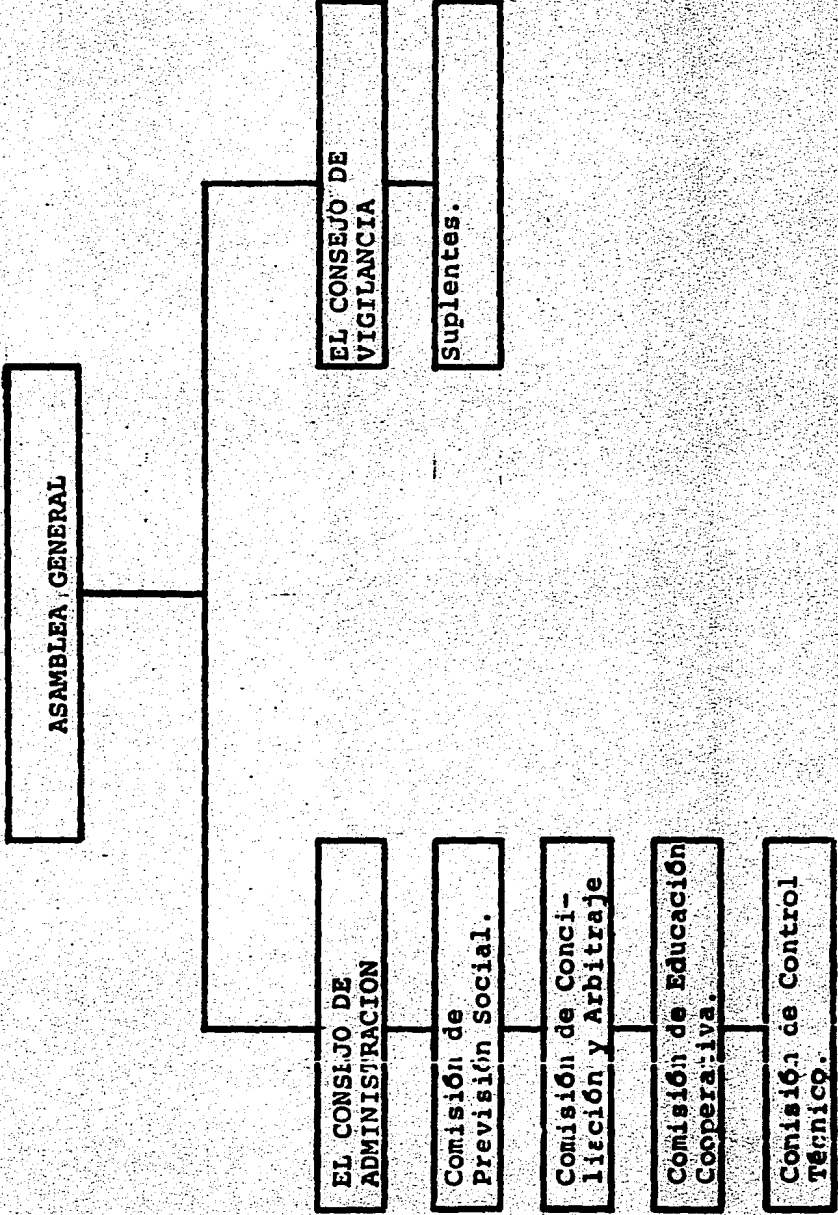 ASAMBLEA GENERAL
EL CONSEJO DE
ADMINISTRACION
Comisión de
Previsión Social.
Comisión de Conci-
liación y Arbitraje
Comisión de Educación
Cooperativa.
Comisión de Control
Técnico.
EL CONSEJO DE
VIGILANCIA
Suplentes.